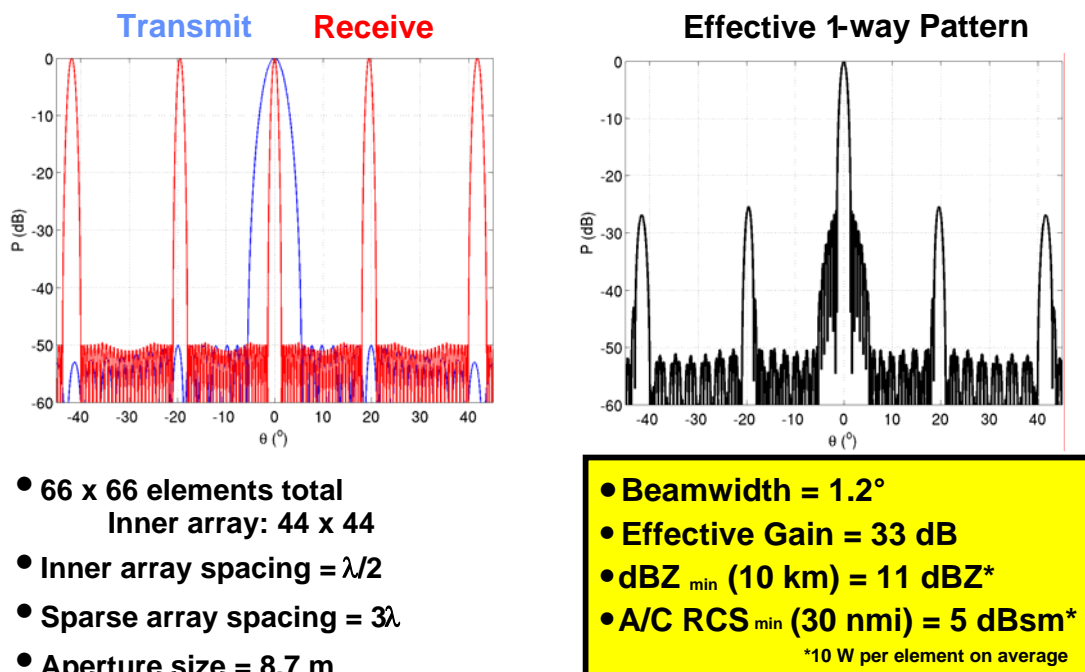 Transmit Receive
Effective 1-way Pattern
0
-10
-20
-30
-40
-50
-60
P (dB)
-40 -30 -20 -10 0 10 20 30 40
θ (°)
0
-10
-20
-30
-40
-50
-60
P (dB)
-40 -30 -20 -10 0 10 20 30 40
θ (°)
• 66 x 66 elements total
Inner array: 44 x 44
• Inner array spacing = λ/2
• Sparse array spacing = 3λ
• Aperture size = 8.7 m
• Beamwidth = 1.2°
• Effective Gain = 33 dB
• dBZ min (10 km) = 11 dBZ*
• A/C RCS min (30 nmi) = 5 dBsm*
*10 W per element on average